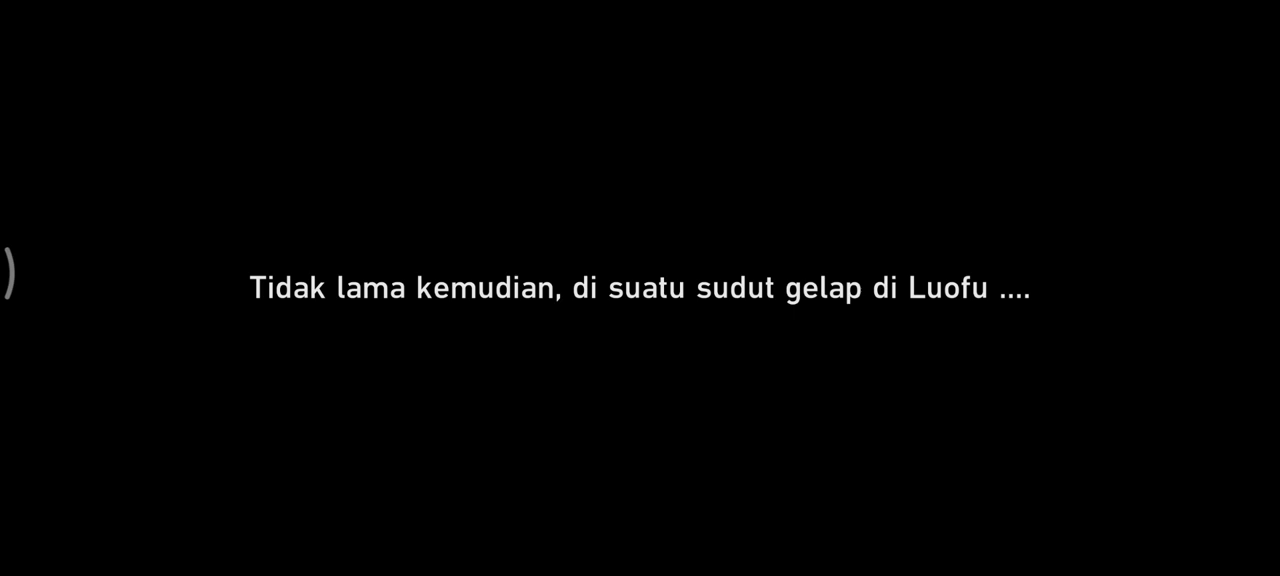 Tidak lama kemudian, di suatu sudut gelap di Luofu ....